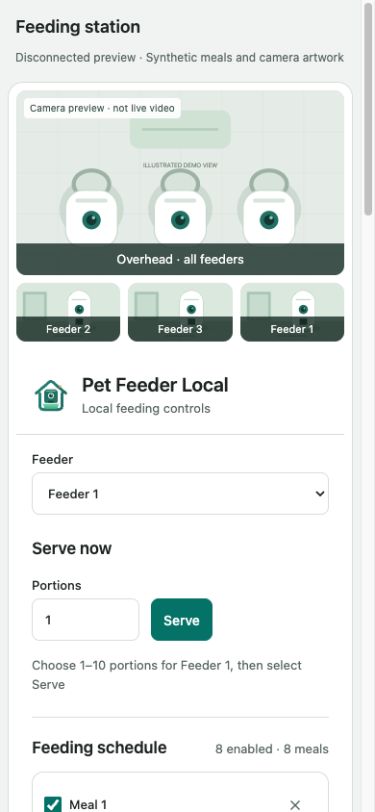 Feeding station
Disconnected preview · Synthetic meals and camera artwork
Camera preview · not live video
ILLUSTRATED DEMO VIEW
Overhead · all feeders
Feeder 2
Feeder 3
Feeder 1
Pet Feeder Local
Local feeding controls
Feeder
Feeder 1
Serve now
Portions
1
Serve
Choose 1–10 portions for Feeder 1, then select
Serve
Feeding schedule
8 enabled · 8 meals
Meal 1